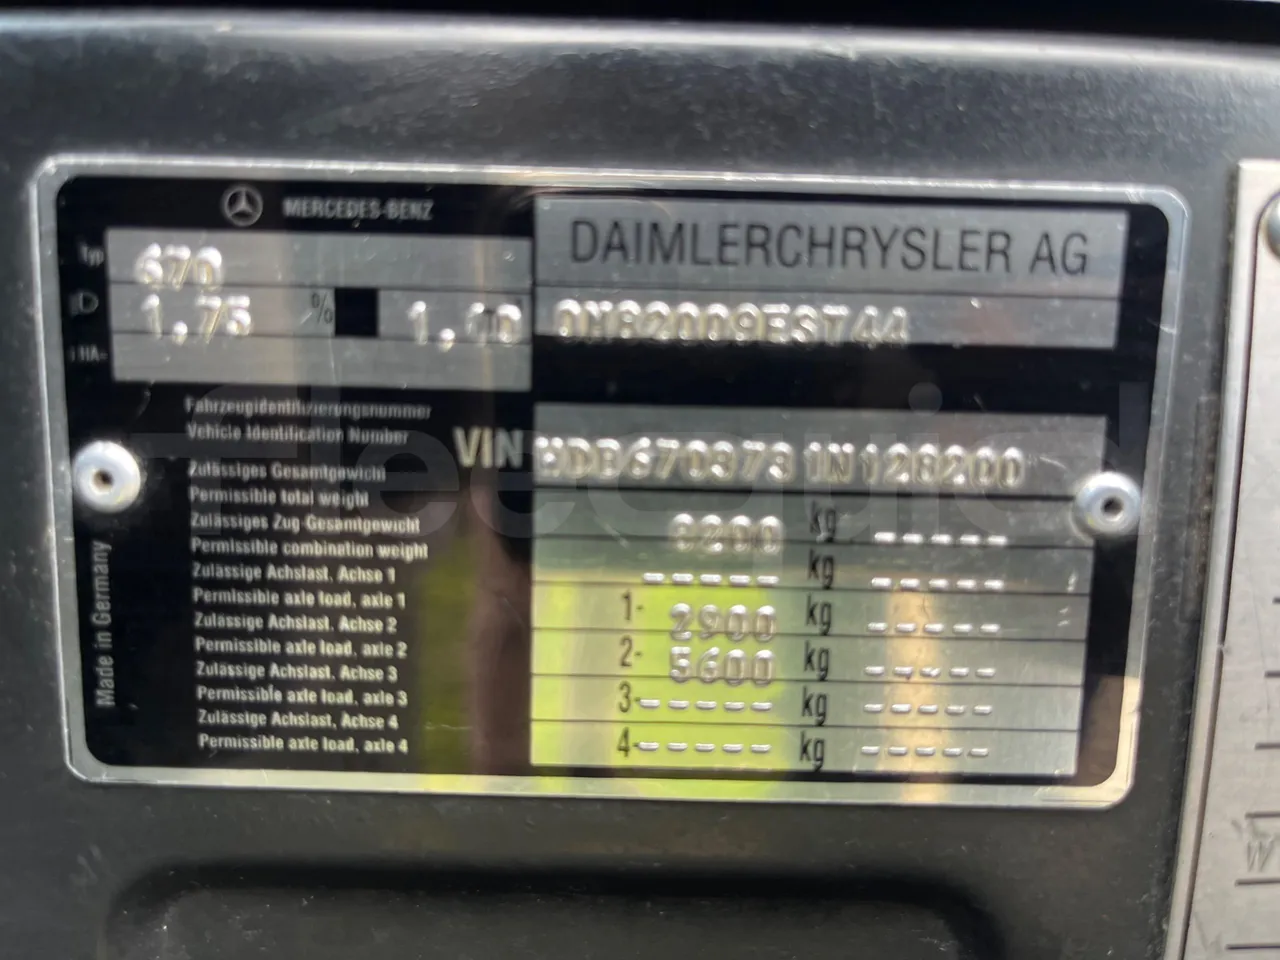 MERCEDES-BENZ
DAIMLERCHRYSLER AG
Typ 670
1,75 %
0N82009EST44
Fahrzeugidentifizierungsnummer
Vehicle Identification Number
VIN WDB6703731N128200
Zulässiges Gesamtgewicht
Permissible total weight
8200 kg -----
Zulässiges Zug-Gesamtgewicht
Permissible combination weight
----- kg -----
Zulässige Achslast, Achse 1
Permissible axle load, axle 1
1- 2900 kg -----
Zulässige Achslast, Achse 2
Permissible axle load, axle 2
2- 5600 kg -----
Zulässige Achslast, Achse 3
Permissible axle load, axle 3
3- ----- kg -----
Zulässige Achslast, Achse 4
Permissible axle load, axle 4
4- ----- kg -----
Made in Germany